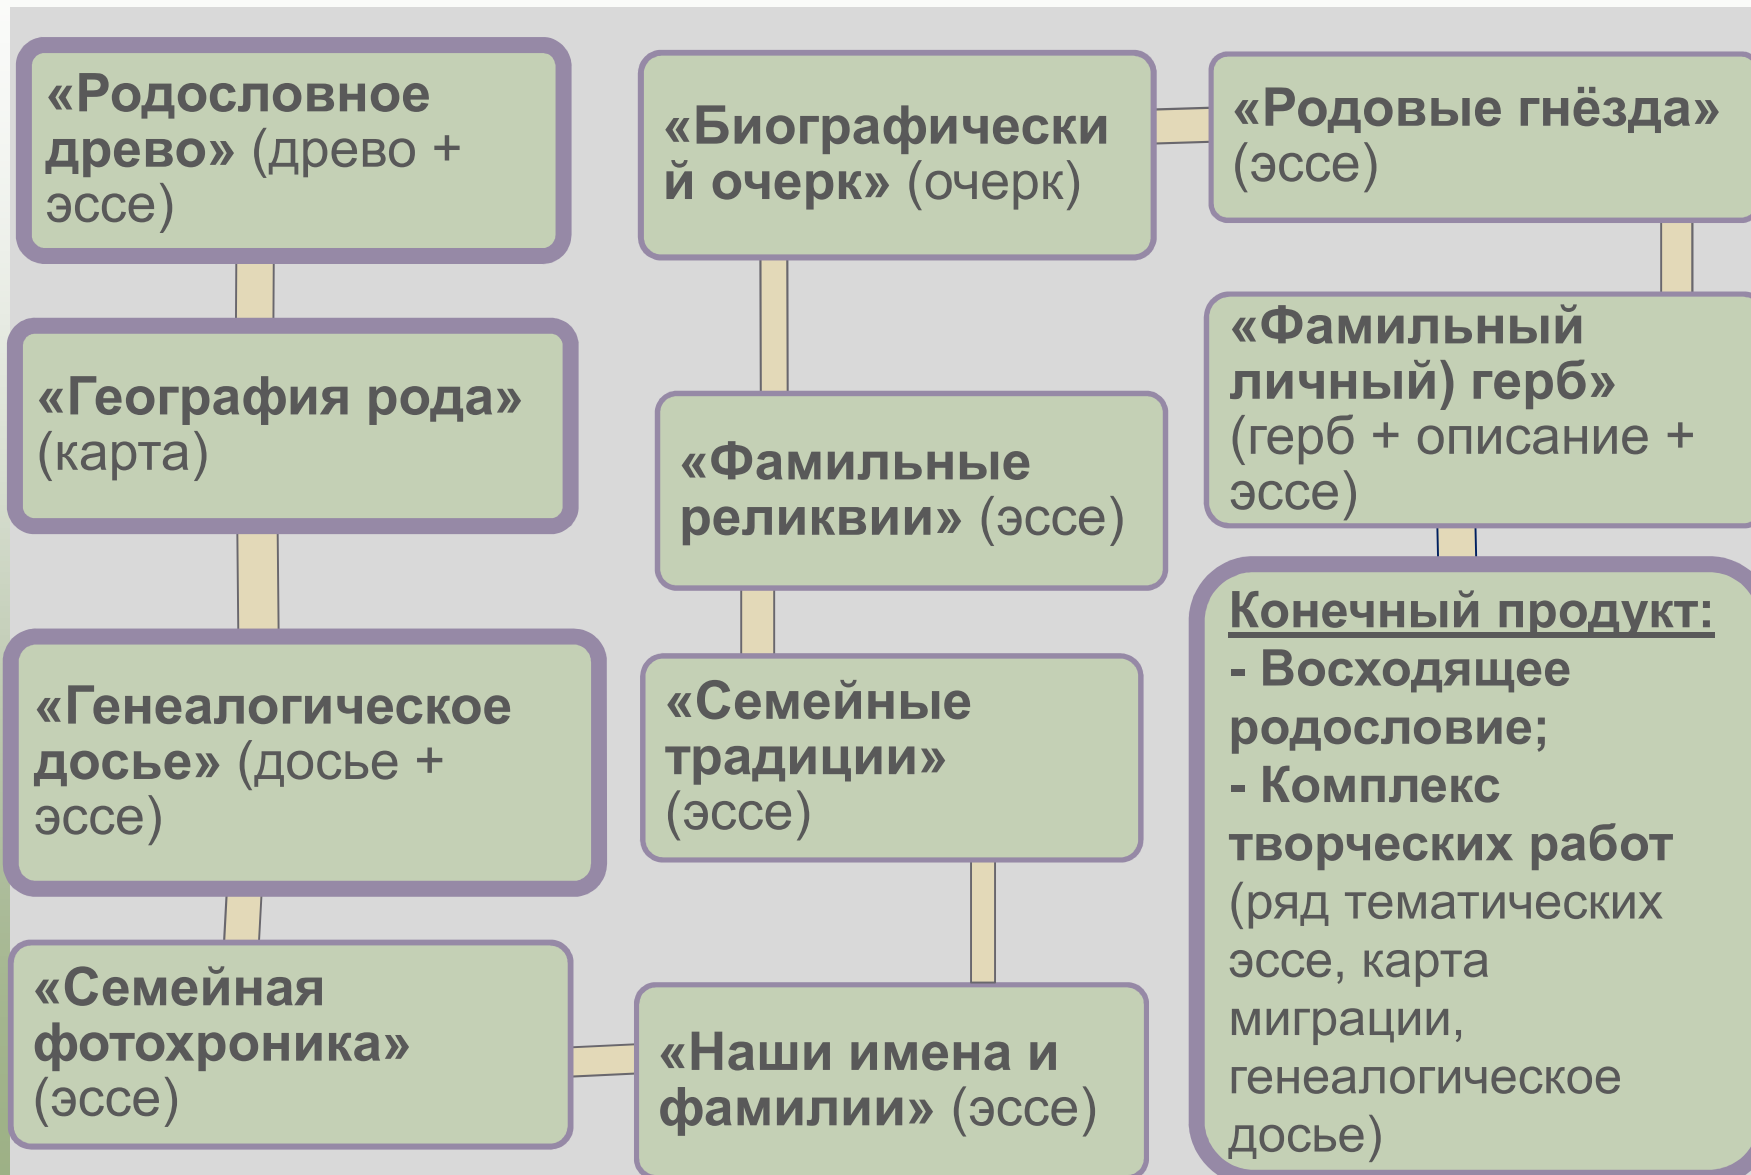 «Родословное
древо» (древо +
эссе)
«География рода»
(карта)
«Генеалогическое
досье» (досье +
эссе)
«Семейная
фотохроника»
(эссе)
«Наши имена и
фамилии» (эссе)
«Семейные
традиции»
(эссе)
«Фамильные
реликвии» (эссе)
«Биографически
й очерк» (очерк)
«Родовые гнёзда»
(эссе)
«Фамильный
личный) герб»
(герб + описание +
эссе)
Конечный продукт:
- Восходящее
родословие;
- Комплекс
творческих работ
(ряд тематических
эссе, карта
миграции,
генеалогическое
досье)